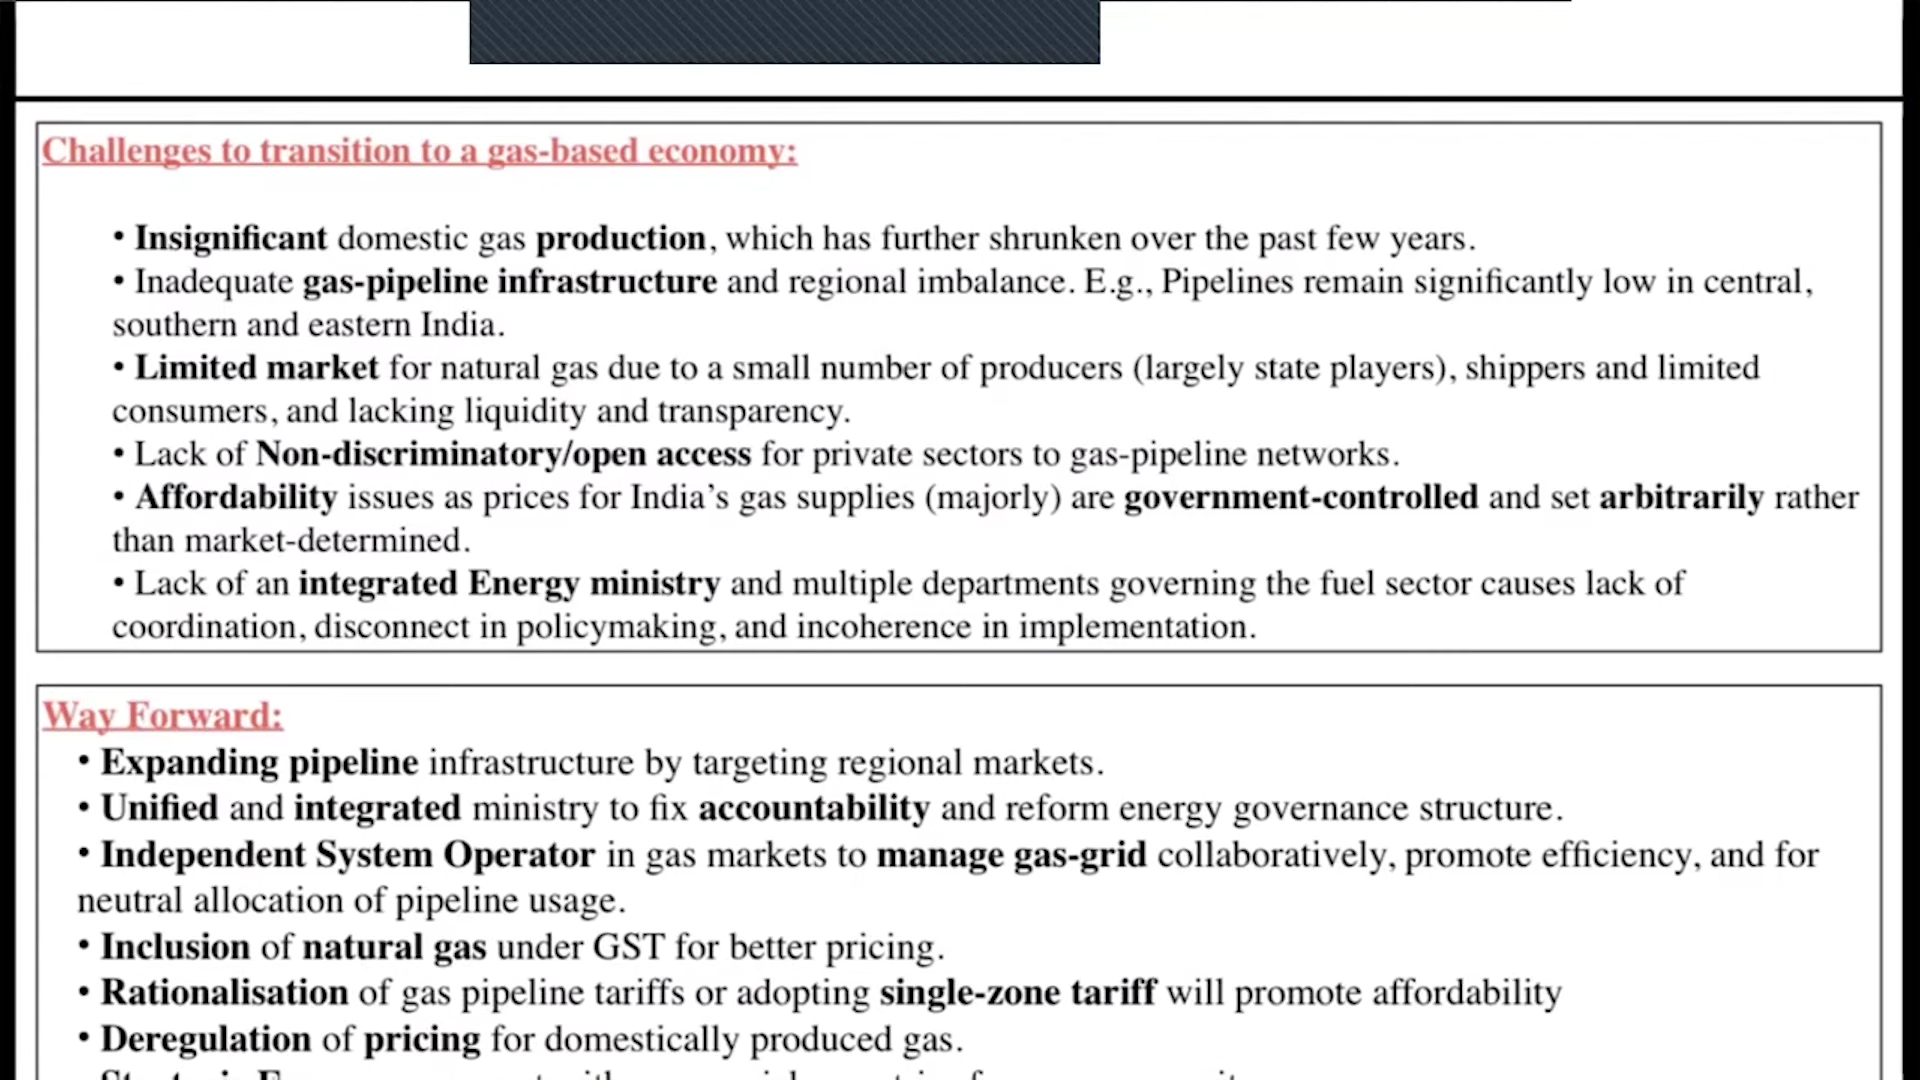 Challenges to transition to a gas-based economy:
• Insignificant domestic gas production, which has further shrunken over the past few years.
• Inadequate gas-pipeline infrastructure and regional imbalance. E.g., Pipelines remain significantly low in central,
southern and eastern India.
• Limited market for natural gas due to a small number of producers (largely state players), shippers and limited
consumers, and lacking liquidity and transparency.
• Lack of Non-discriminatory/open access for private sectors to gas-pipeline networks.
• Affordability issues as prices for India’s gas supplies (majorly) are government-controlled and set arbitrarily rather
than market-determined.
• Lack of an integrated Energy ministry and multiple departments governing the fuel sector causes lack of
coordination, disconnect in policymaking, and incoherence in implementation.
Way Forward:
• Expanding pipeline infrastructure by targeting regional markets.
• Unified and integrated ministry to fix accountability and reform energy governance structure.
• Independent System Operator in gas markets to manage gas-grid collaboratively, promote efficiency, and for
neutral allocation of pipeline usage.
• Inclusion of natural gas under GST for better pricing.
• Rationalisation of gas pipeline tariffs or adopting single-zone tariff will promote affordability
• Deregulation of pricing for domestically produced gas.